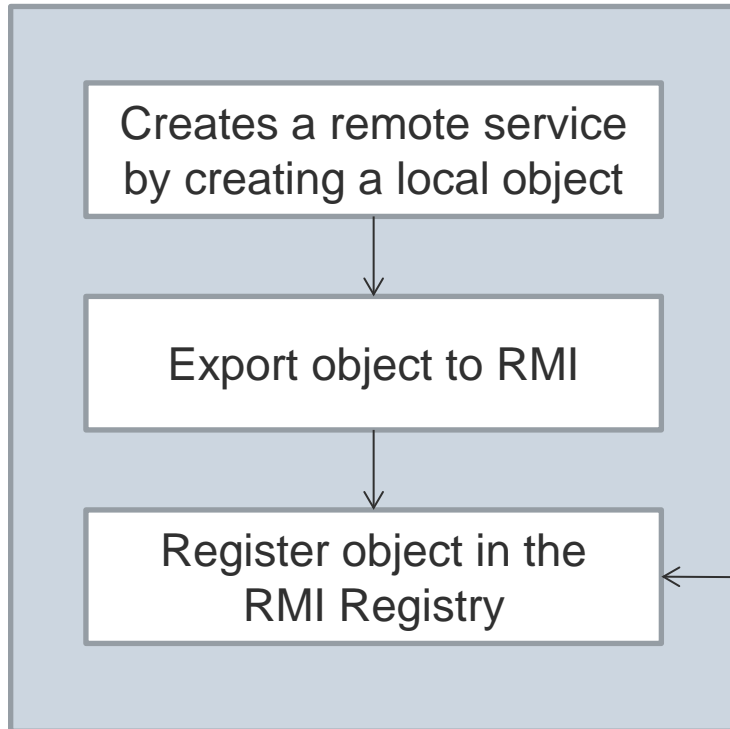 Creates a remote service
by creating a local object
Export object to RMI
Register object in the
RMI Registry